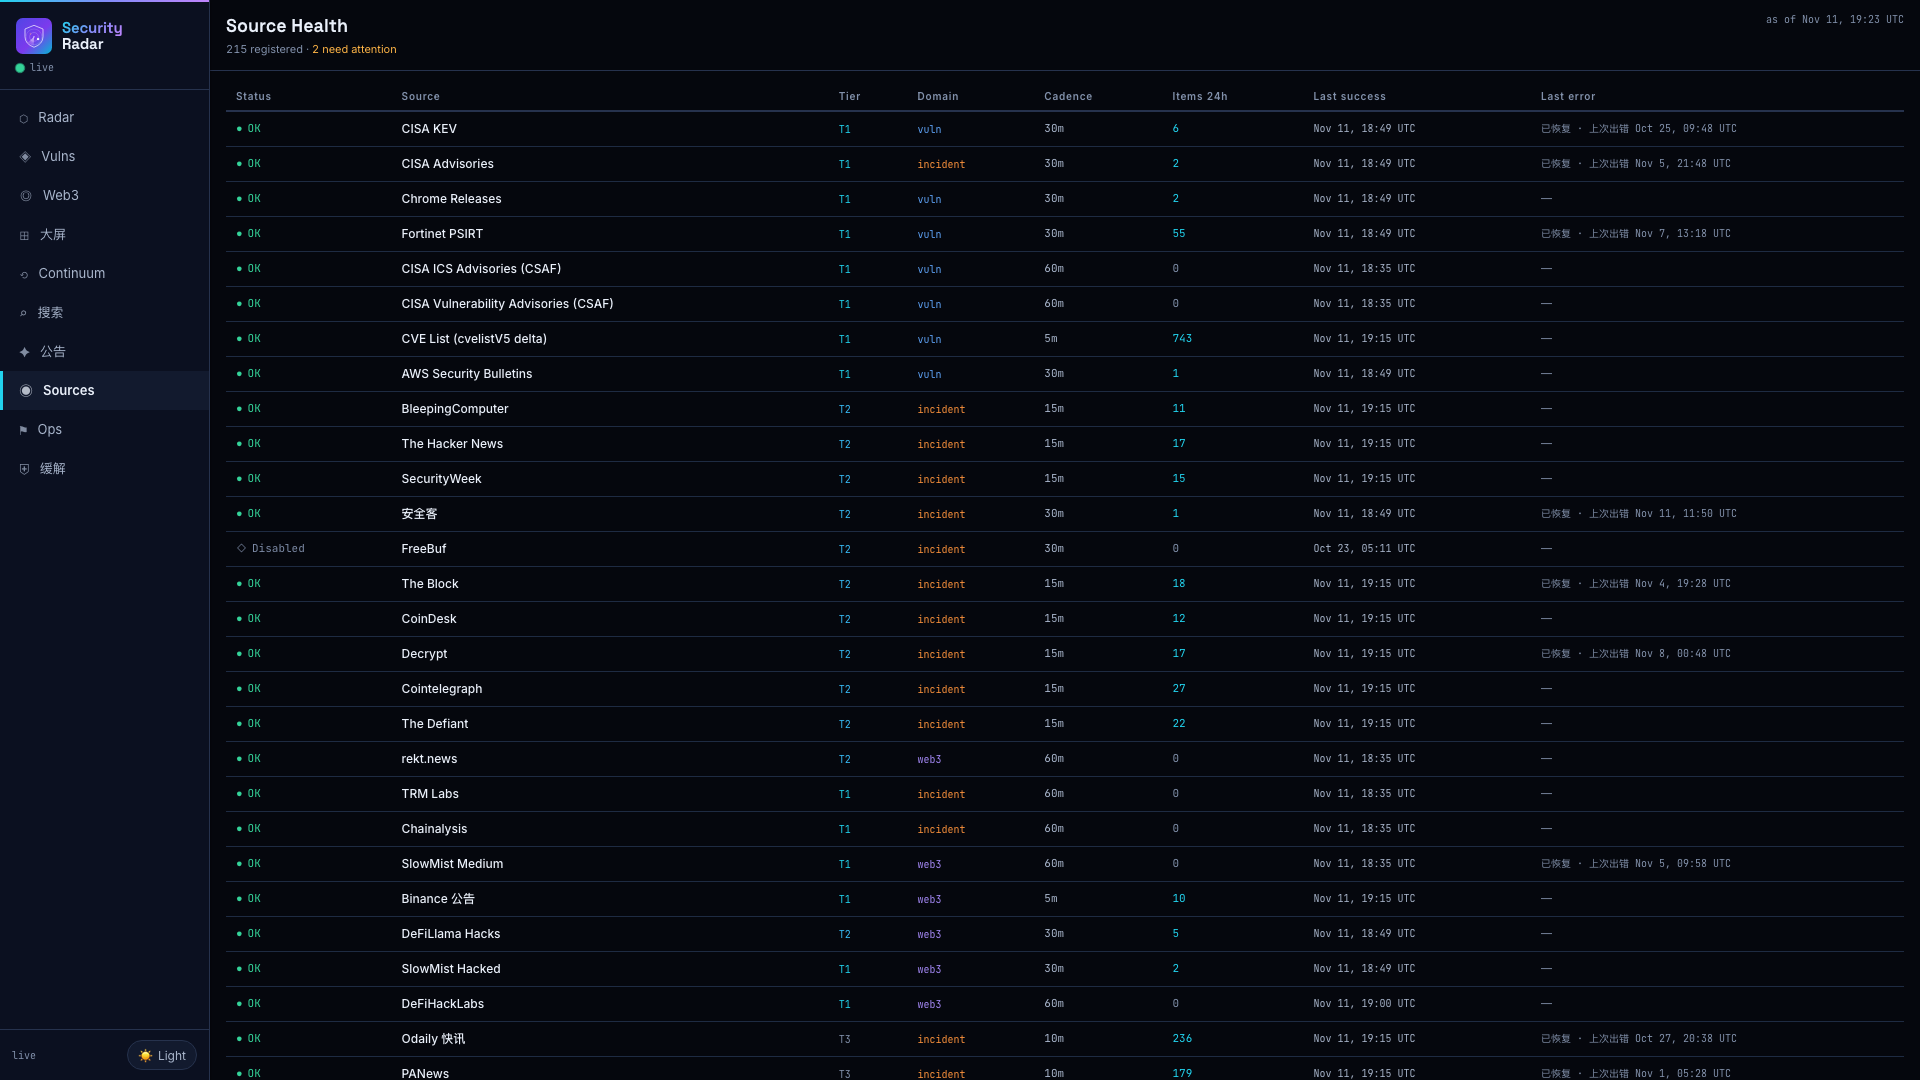 Security
Radar
live
Radar
Vulns
Web3
大屏
Continuum
搜索
公告
Sources
Ops
缓解
live
☀️ Light
Source Health
215 registered · 2 need attention
as of Nov 11, 19:23 UTC
Status Source Tier Domain Cadence Items 24h Last success Last error
● OK CISA KEV T1 vuln 30m 6 Nov 11, 18:49 UTC 已恢复 · 上次出错 Oct 25, 09:48 UTC
● OK CISA Advisories T1 incident 30m 2 Nov 11, 18:49 UTC 已恢复 · 上次出错 Nov 5, 21:48 UTC
● OK Chrome Releases T1 vuln 30m 2 Nov 11, 18:49 UTC —
● OK Fortinet PSIRT T1 vuln 30m 55 Nov 11, 18:49 UTC 已恢复 · 上次出错 Nov 7, 13:18 UTC
● OK CISA ICS Advisories (CSAF) T1 vuln 60m 0 Nov 11, 18:35 UTC —
● OK CISA Vulnerability Advisories (CSAF) T1 vuln 60m 0 Nov 11, 18:35 UTC —
● OK CVE List (cvelistV5 delta) T1 vuln 5m 743 Nov 11, 19:15 UTC —
● OK AWS Security Bulletins T1 vuln 30m 1 Nov 11, 18:49 UTC —
● OK BleepingComputer T2 incident 15m 11 Nov 11, 19:15 UTC —
● OK The Hacker News T2 incident 15m 17 Nov 11, 19:15 UTC —
● OK SecurityWeek T2 incident 15m 15 Nov 11, 19:15 UTC —
● OK 安全客 T2 incident 30m 1 Nov 11, 18:49 UTC 已恢复 · 上次出错 Nov 11, 11:50 UTC
◇ Disabled FreeBuf T2 incident 30m 0 Oct 23, 05:11 UTC —
● OK The Block T2 incident 15m 18 Nov 11, 19:15 UTC 已恢复 · 上次出错 Nov 4, 19:28 UTC
● OK CoinDesk T2 incident 15m 12 Nov 11, 19:15 UTC —
● OK Decrypt T2 incident 15m 17 Nov 11, 19:15 UTC 已恢复 · 上次出错 Nov 8, 00:48 UTC
● OK Cointelegraph T2 incident 15m 27 Nov 11, 19:15 UTC —
● OK The Defiant T2 incident 15m 22 Nov 11, 19:15 UTC —
● OK rekt.news T2 web3 60m 0 Nov 11, 18:35 UTC —
● OK TRM Labs T1 incident 60m 0 Nov 11, 18:35 UTC —
● OK Chainalysis T1 incident 60m 0 Nov 11, 18:35 UTC —
● OK SlowMist Medium T1 web3 60m 0 Nov 11, 18:35 UTC 已恢复 · 上次出错 Nov 5, 09:58 UTC
● OK Binance 公告 T1 web3 5m 10 Nov 11, 19:15 UTC —
● OK DeFiLlama Hacks T2 web3 30m 5 Nov 11, 18:49 UTC —
● OK SlowMist Hacked T1 web3 30m 2 Nov 11, 18:49 UTC —
● OK DeFiHackLabs T1 web3 60m 0 Nov 11, 19:00 UTC —
● OK Odaily 快讯 T3 incident 10m 236 Nov 11, 19:15 UTC 已恢复 · 上次出错 Oct 27, 20:38 UTC
● OK PANews T3 incident 10m 179 Nov 11, 19:15 UTC 已恢复 · 上次出错 Nov 1, 05:28 UTC